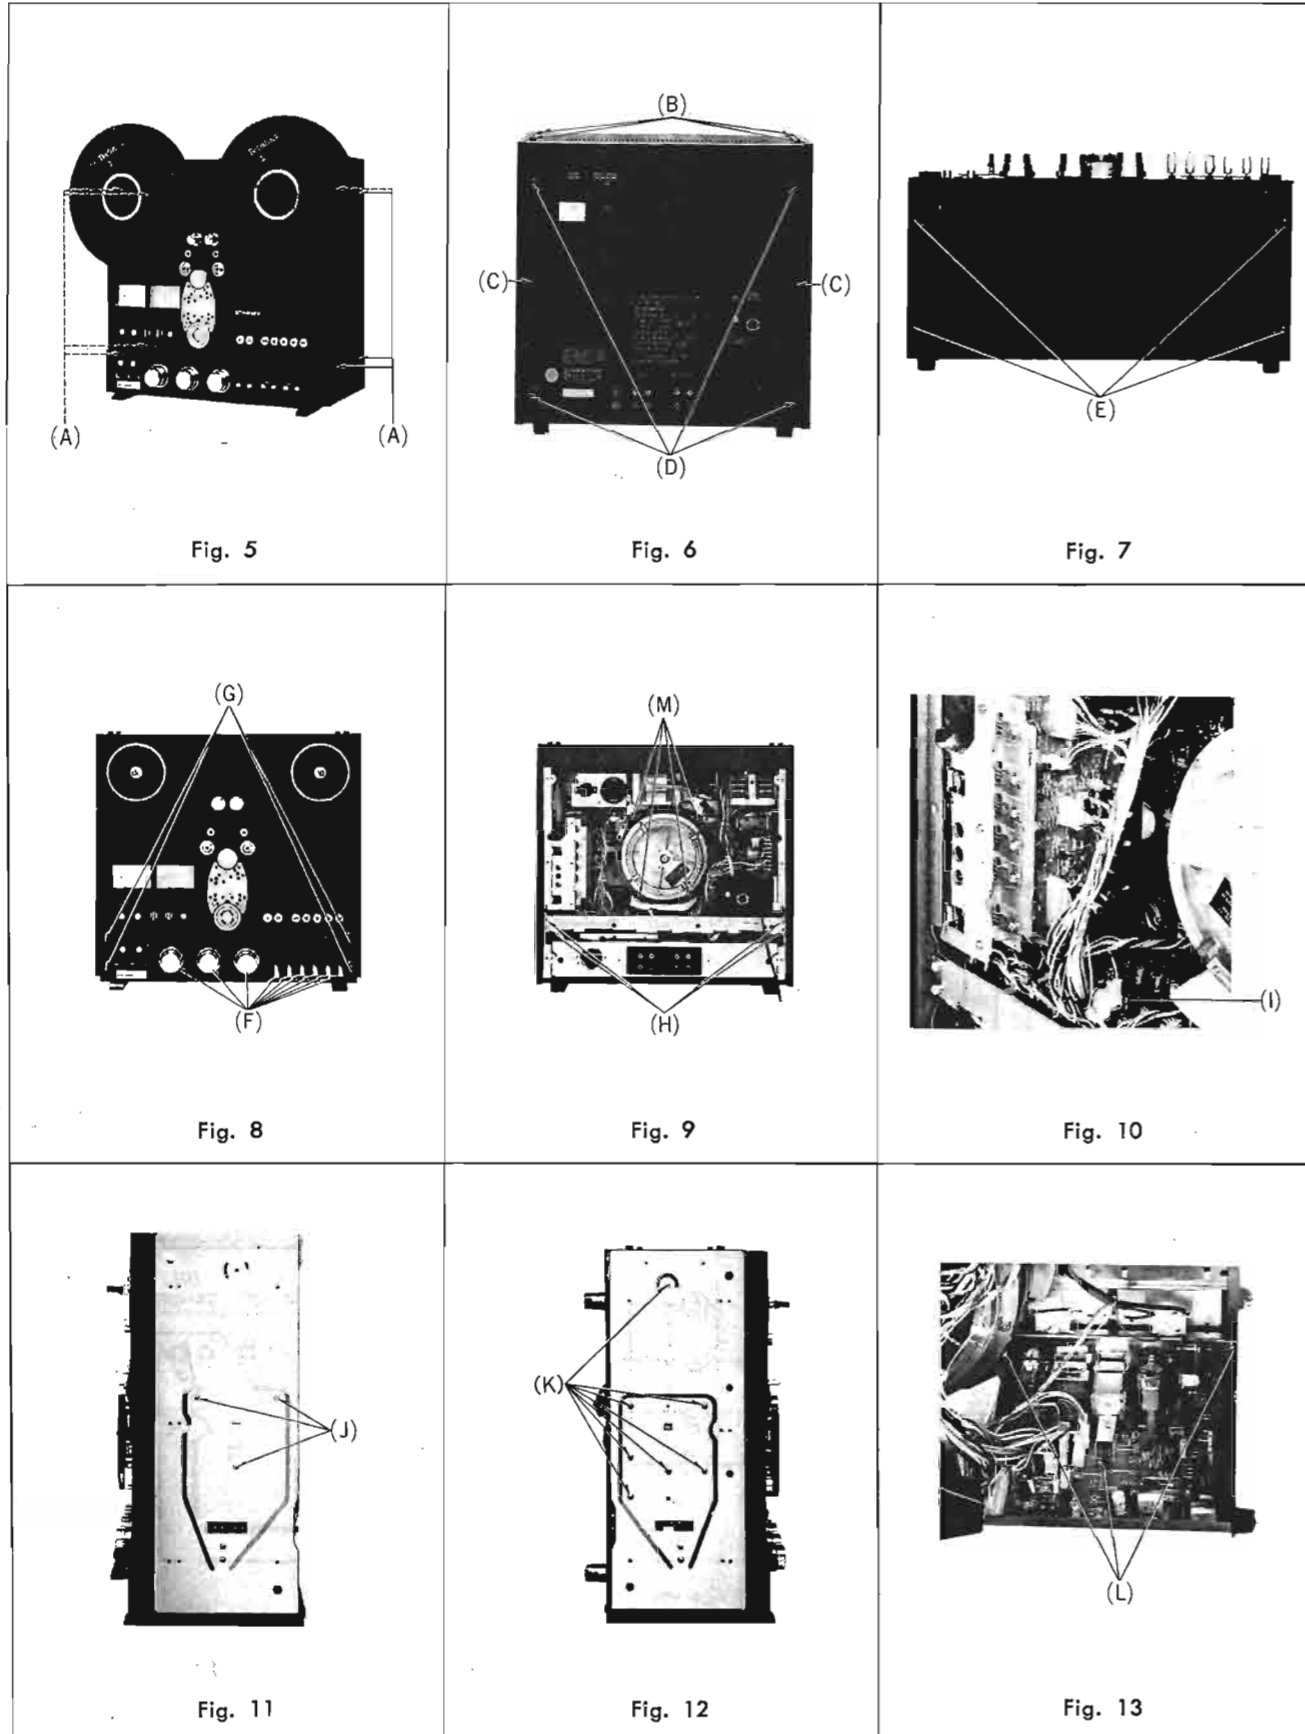 (A)
(A)
Fig. 5
(B)
(C)
(C)
(D)
Fig. 6
(E)
Fig. 7
(G)
(F)
Fig. 8
(M)
(H)
Fig. 9
(I)
Fig. 10
(J)
Fig. 11
(K)
Fig. 12
(L)
Fig. 13